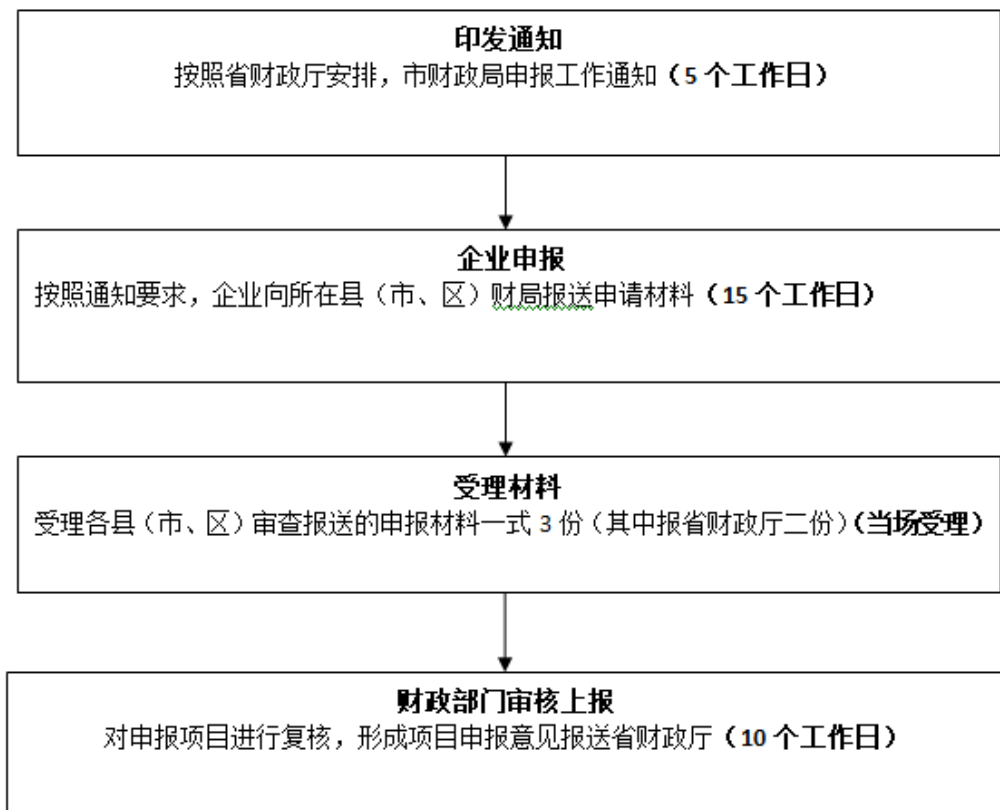 印发通知
按照省财政厅安排，市财政局申报工作通知（5 个工作日）
企业申报
按照通知要求，企业向所在县（市、区）财局报送申请材料（15 个工作日）
受理材料
受理各县（市、区）审查报送的申报材料一式 3 份（其中报省财政厅二份）（当场受理）
财政部门审核上报
对申报项目进行复核，形成项目申报意见报送省财政厅（10 个工作日）